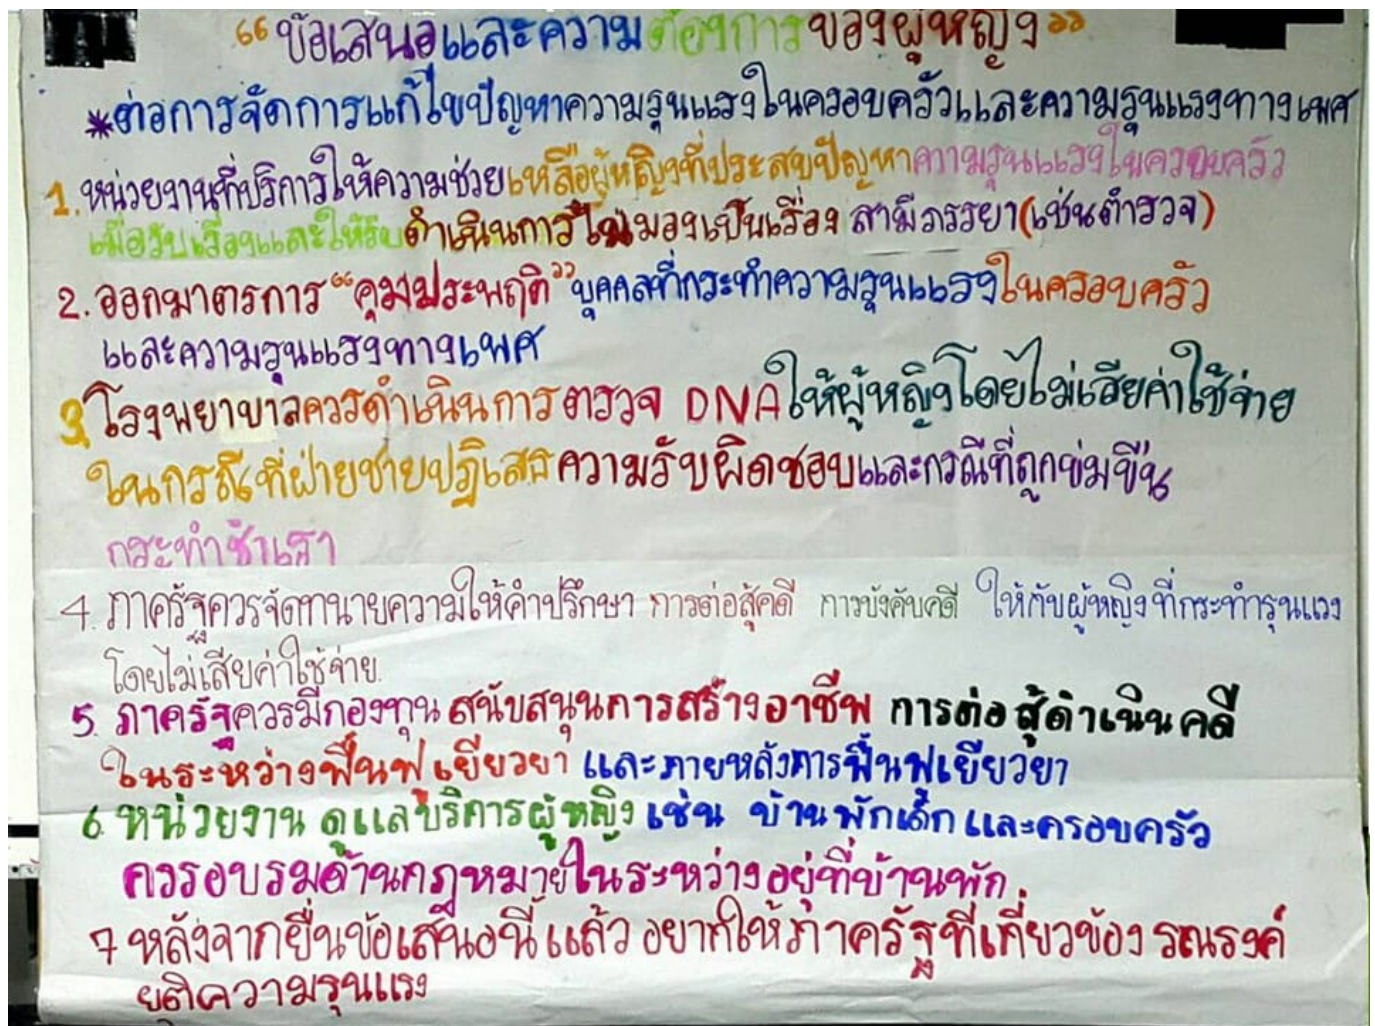 “ข้อเสนอและความต้องการของผู้หญิง”
*ต่อการจัดการแก้ไขปัญหาความรุนแรงในครอบครัวและความรุนแรงทางเพศ
1. หน่วยงานที่บริการให้ความช่วยเหลือผู้หญิงที่ประสบปัญหาความรุนแรงในครอบครัว
เมื่อรับเรื่องและให้รับดำเนินการไม่มองเป็นเรื่อง สามีภรรยา(เช่นตำรวจ)
2. ออกมาตรการ “คุมประพฤติ” บุคคลที่กระทำความรุนแรงในครอบครัว
และความรุนแรงทางเพศ
3. โรงพยาบาลควรดำเนินการ ตรวจ DNA ให้ผู้หญิงโดยไม่เสียค่าใช้จ่าย
ในกรณีที่ฝ่ายชายปฏิเสธความรับผิดชอบและกรณีที่ถูกข่มขืน
กระทำชำเรา
4. ภาครัฐควรจัดทนายความให้คำปรึกษา การต่อสู้คดี การบังคับคดี ให้กับผู้หญิง ที่กระทำรุนแรง
โดยไม่เสียค่าใช้จ่าย.
5. ภาครัฐควรมีกองทุน สนับสนุนการสร้างอาชีพ การต่อสู้ดำเนินคดี
ในระหว่างฟื้นฟู เยียวยา และภายหลังการฟื้นฟูเยียวยา
6. หน่วยงาน ดูแลบริการผู้หญิง เช่น บ้านพักเด็ก และครอบครัว
ควรอบรมด้านกฎหมายในระหว่างอยู่ที่บ้านพัก
7 หลังจากยื่นข้อเสนอนี้ แล้ว อยากให้ภาครัฐที่เกี่ยวข้อง รณรงค์
ยุติความรุนแรง